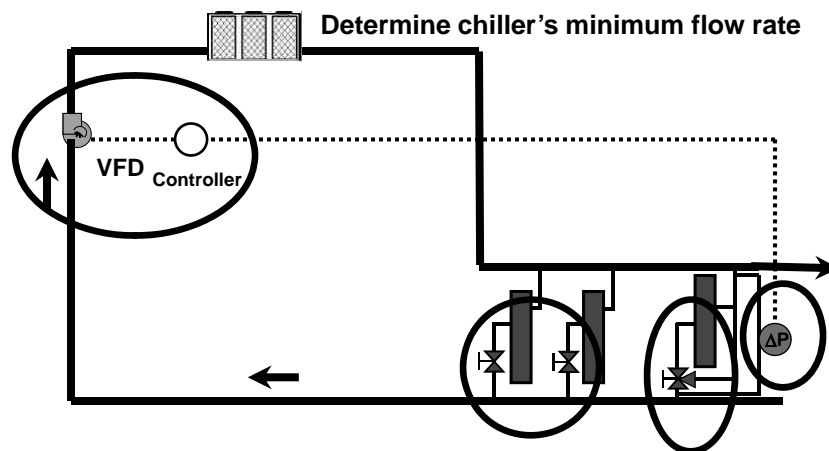 Determine chiller’s minimum flow rate
VFD
Controller
ΔP